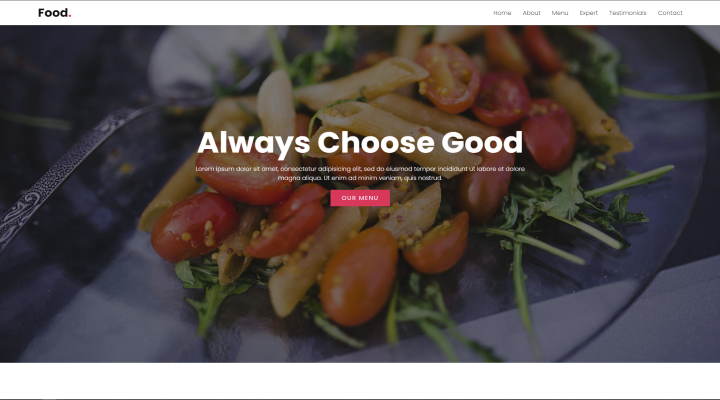 Food.
Home About Menu Expert Testimonials Contact
Always Choose Good
Lorem ipsum dolor sit amet, consectetur adipisicing elit, sed do eiusmod tempor incididunt ut labore et dolore
magna aliqua. Ut enim ad minim veniam, quis nostrud.
OUR MENU